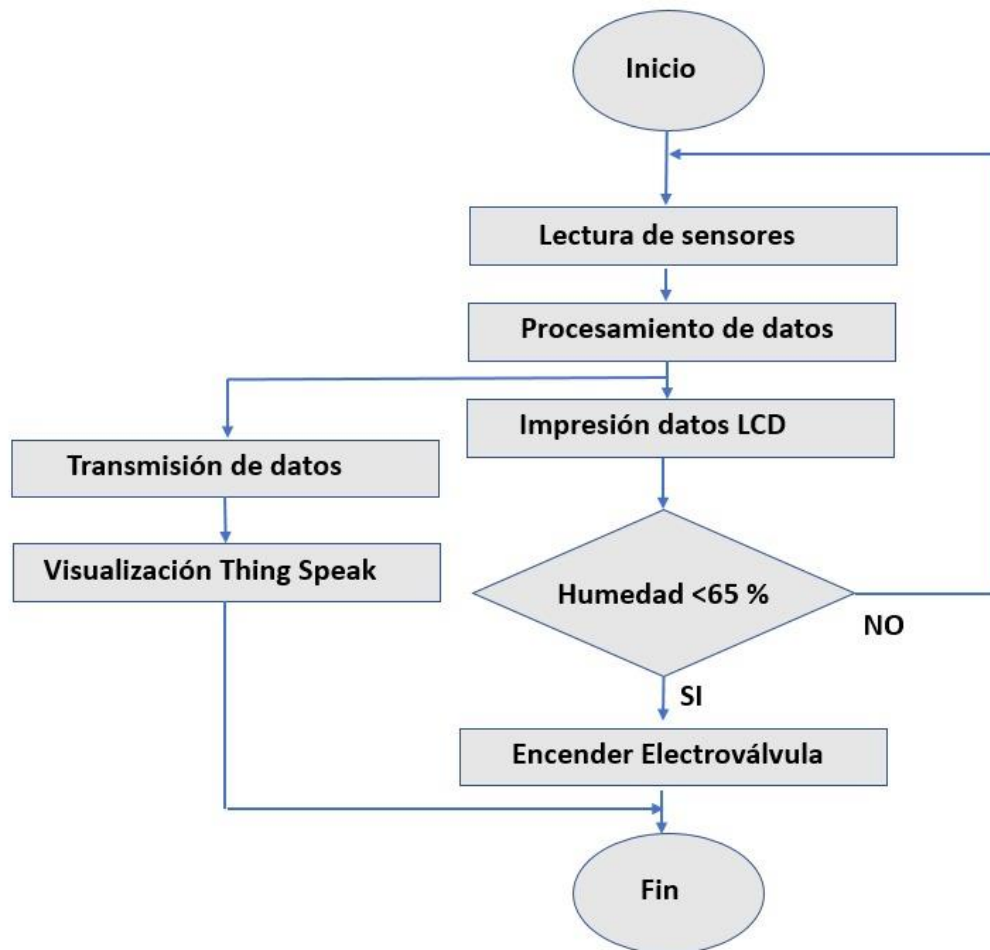 Inicio
Lectura de sensores
Procesamiento de datos
Impresión datos LCD
Transmisión de datos
Visualización Thing Speak
Humedad <65 %
NO
SI
Encender Electroválvula
Fin